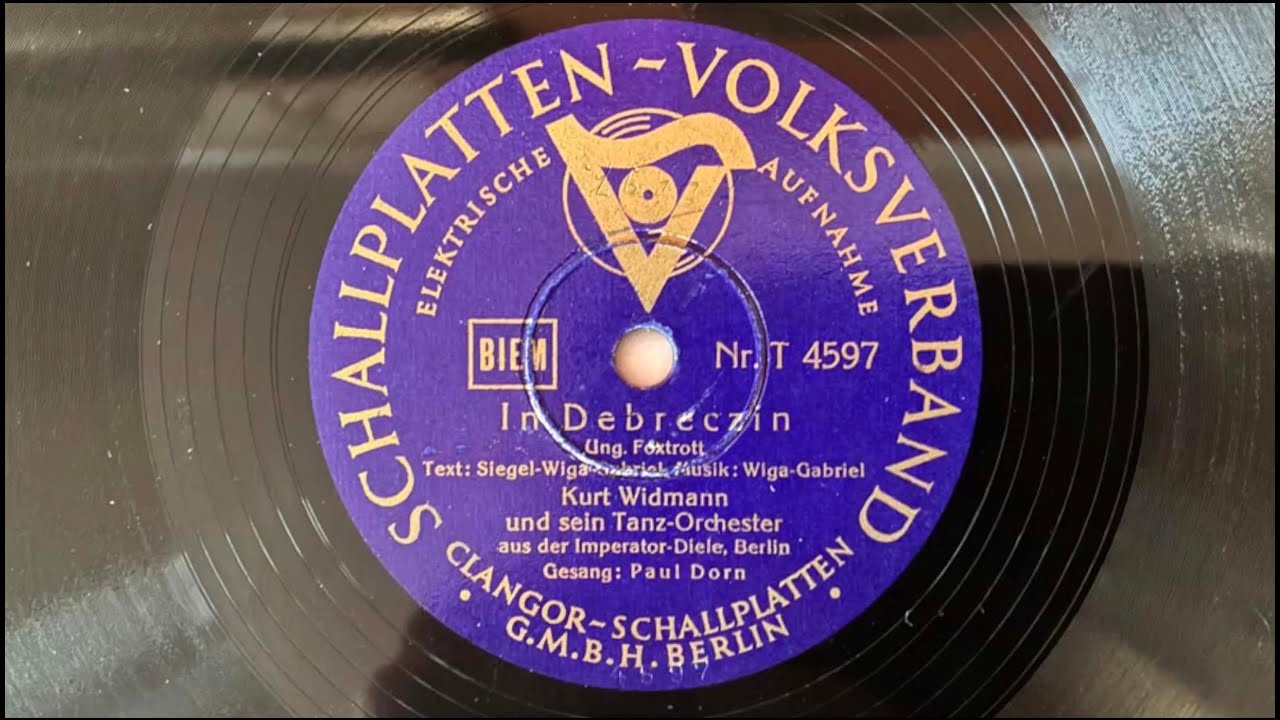 SCHALLPLATTEN~VOLKSVERBAND
ELEKTRISCHE AUFNAHME
BIEM
Nr. T 4597
In Debreczin
Ung. Foxtrott
Text: Siegel-Wiga-Gabriel, Musik: Wiga-Gabriel
Kurt Widmann
und sein Tanz-Orchester
aus der Imperator-Diele, Berlin
Gesang: Paul Dorn
• CLANGOR~SCHALLPLATTEN •
G.M.B.H. BERLIN
4597